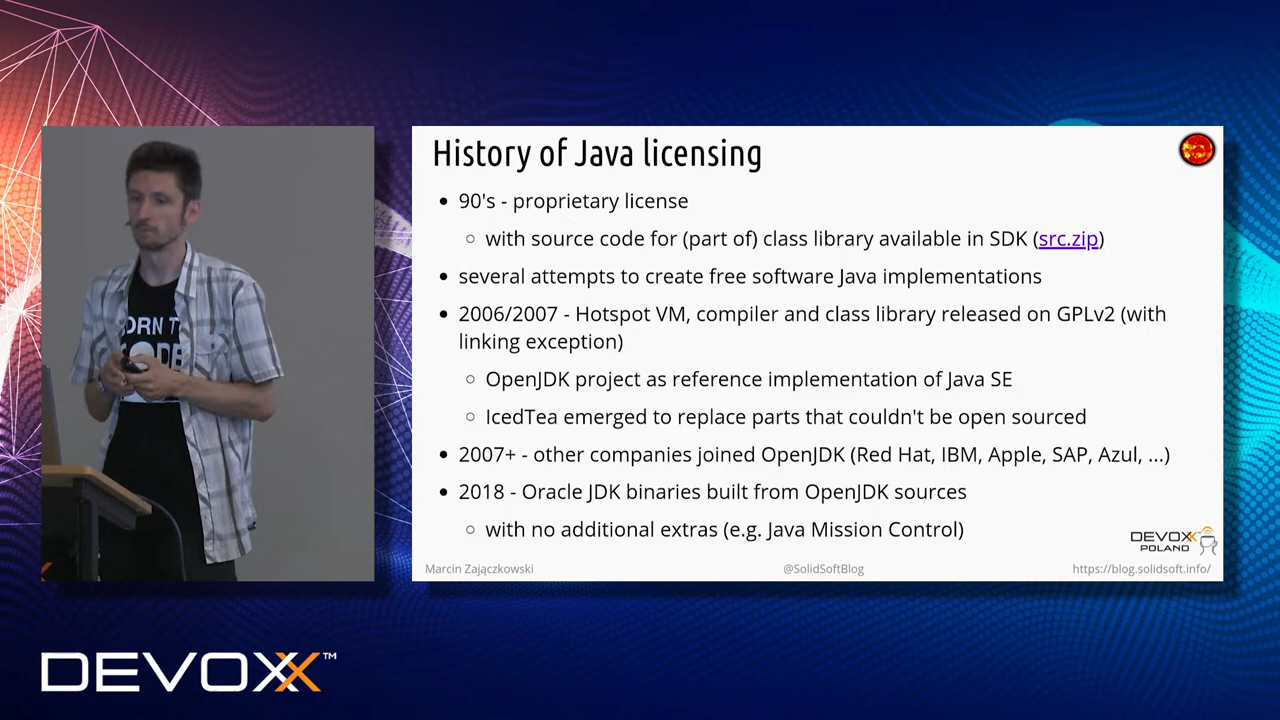 History of Java licensing
• 90's - proprietary license
○ with source code for (part of) class library available in SDK (src.zip)
• several attempts to create free software Java implementations
• 2006/2007 - Hotspot VM, compiler and class library released on GPLv2 (with
linking exception)
○ OpenJDK project as reference implementation of Java SE
○ IcedTea emerged to replace parts that couldn't be open sourced
• 2007+ - other companies joined OpenJDK (Red Hat, IBM, Apple, SAP, Azul, ...)
• 2018 - Oracle JDK binaries built from OpenJDK sources
○ with no additional extras (e.g. Java Mission Control)
DEVOXX
POLAND
Marcin Zajączkowski
@SolidSoftBlog
https://blog.solidsoft.info/
ORN T
ODE
DEVOXX™